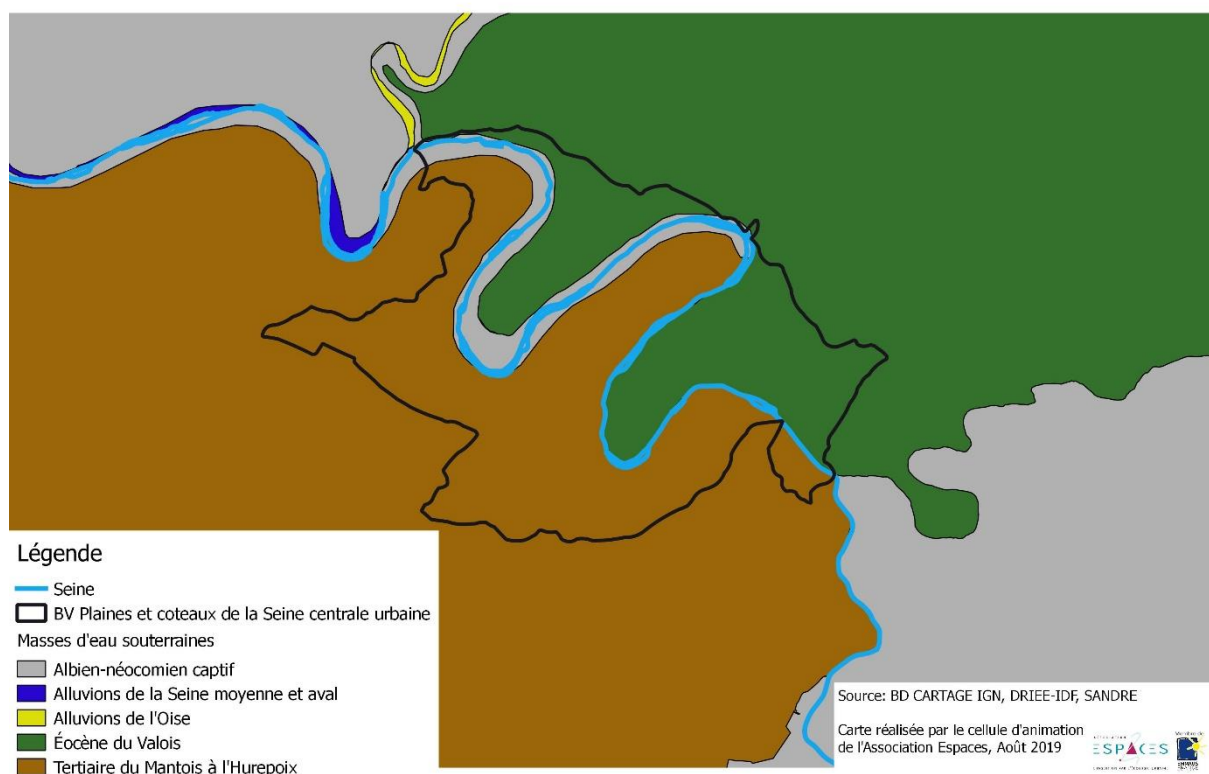 Légende
Seine
BV Plaines et coteaux de la Seine centrale urbaine
Masses d'eau souterraines
Albien-néocomien captif
Alluvions de la Seine moyenne et aval
Alluvions de l'Oise
Éocène du Valois
Tertiaire du Mantois à l'Hurepoix
Source: BD CARTAGE IGN, DRIEE-IDF, SANDRE
Carte réalisée par le cellule d'animation
de l'Association Espaces, Août 2019
ESPACES